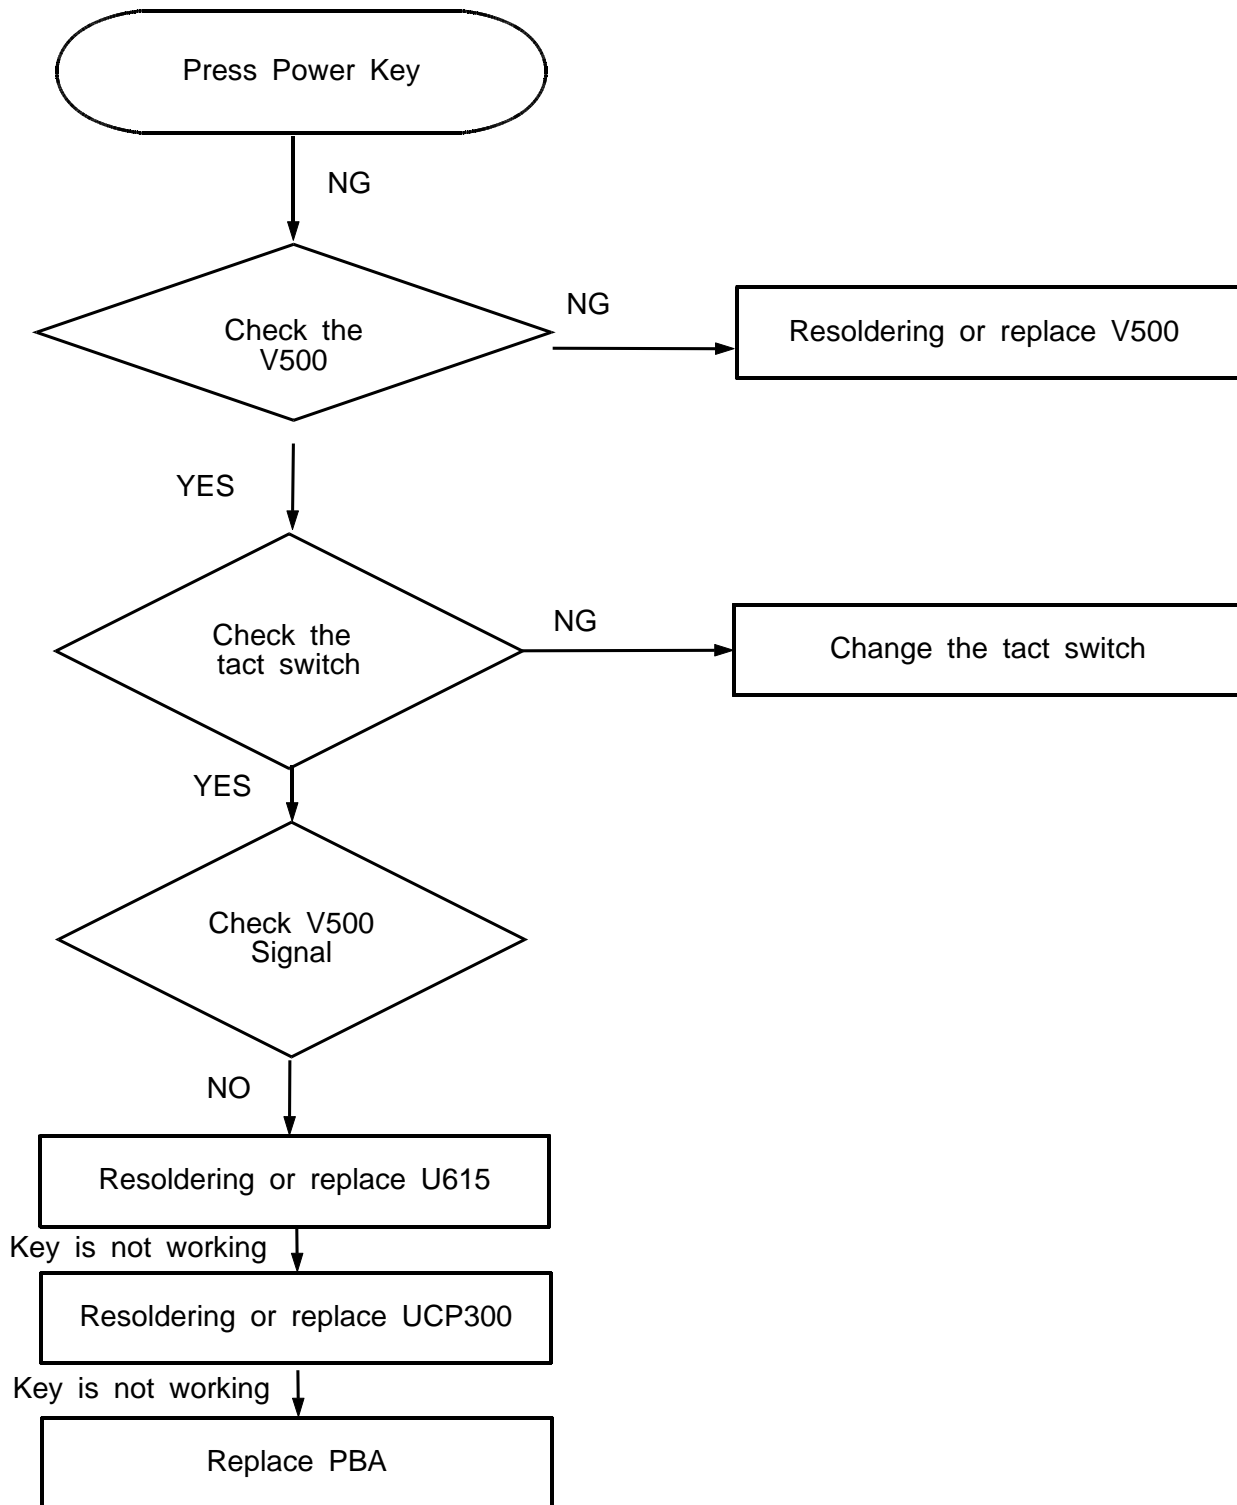 Press Power Key
NG
Check the
V500
NG
Resoldering or replace V500
YES
Check the
tact switch
NG
Change the tact switch
YES
Check V500
Signal
NO
Resoldering or replace U615
Key is not working
Resoldering or replace UCP300
Key is not working
Replace PBA